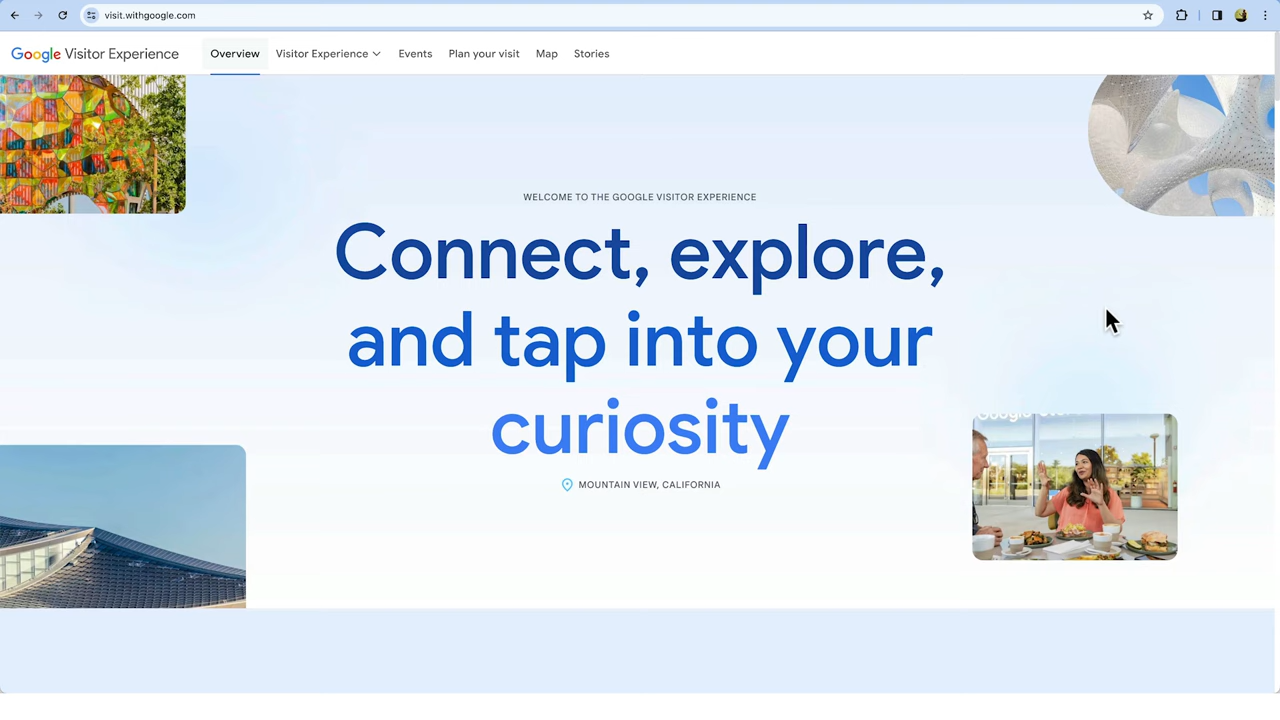 visit.withgoogle.com
Google Visitor Experience
Overview
Visitor Experience
Events
Plan your visit
Map
Stories
WELCOME TO THE GOOGLE VISITOR EXPERIENCE
Connect, explore,
and tap into your
curiosity
MOUNTAIN VIEW, CALIFORNIA
Google